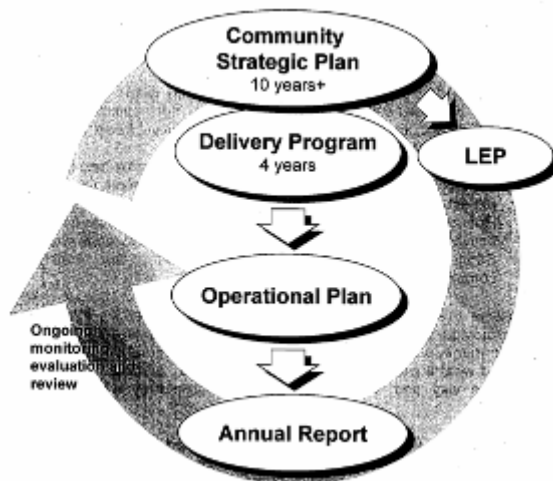 Community
Strategic Plan
10 years+
Delivery Program
4 years
LEP
Operational Plan
Ongoing
monitoring
evaluation and
review
Annual Report